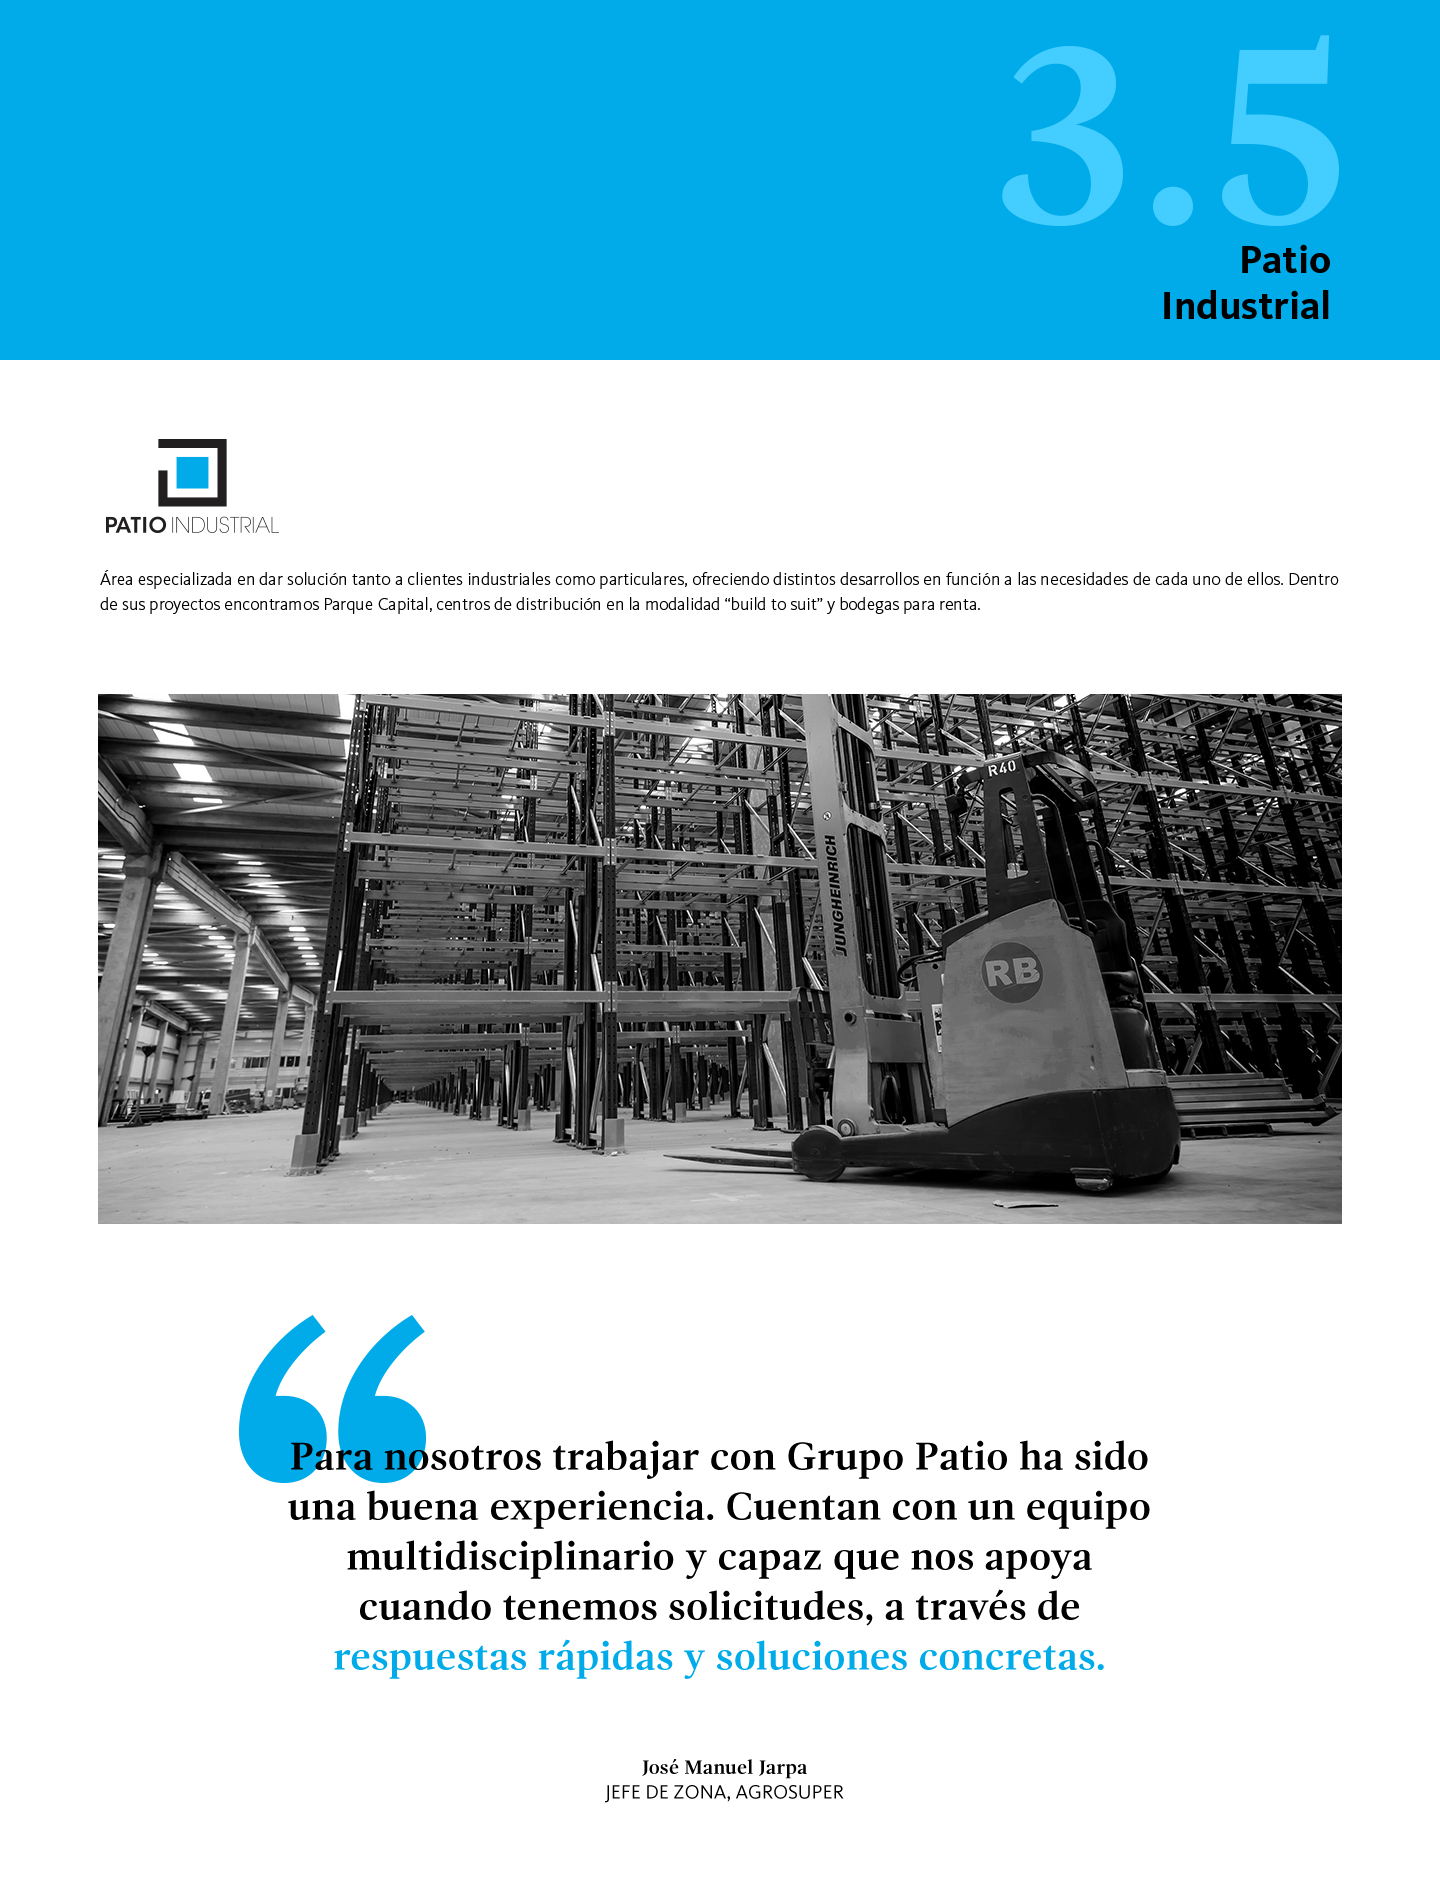 3.5
Patio
Industrial
PATIO INDUSTRIAL
Área especializada en dar solución tanto a clientes industriales como particulares, ofreciendo distintos desarrollos en función a las necesidades de cada uno de ellos. Dentro
de sus proyectos encontramos Parque Capital, centros de distribución en la modalidad “build to suit” y bodegas para renta.
R40
JUNGHEINRICH
RB
“
Para nosotros trabajar con Grupo Patio ha sido
una buena experiencia. Cuentan con un equipo
multidisciplinario y capaz que nos apoya
cuando tenemos solicitudes, a través de
respuestas rápidas y soluciones concretas.
José Manuel Jarpa
JEFE DE ZONA, AGROSUPER